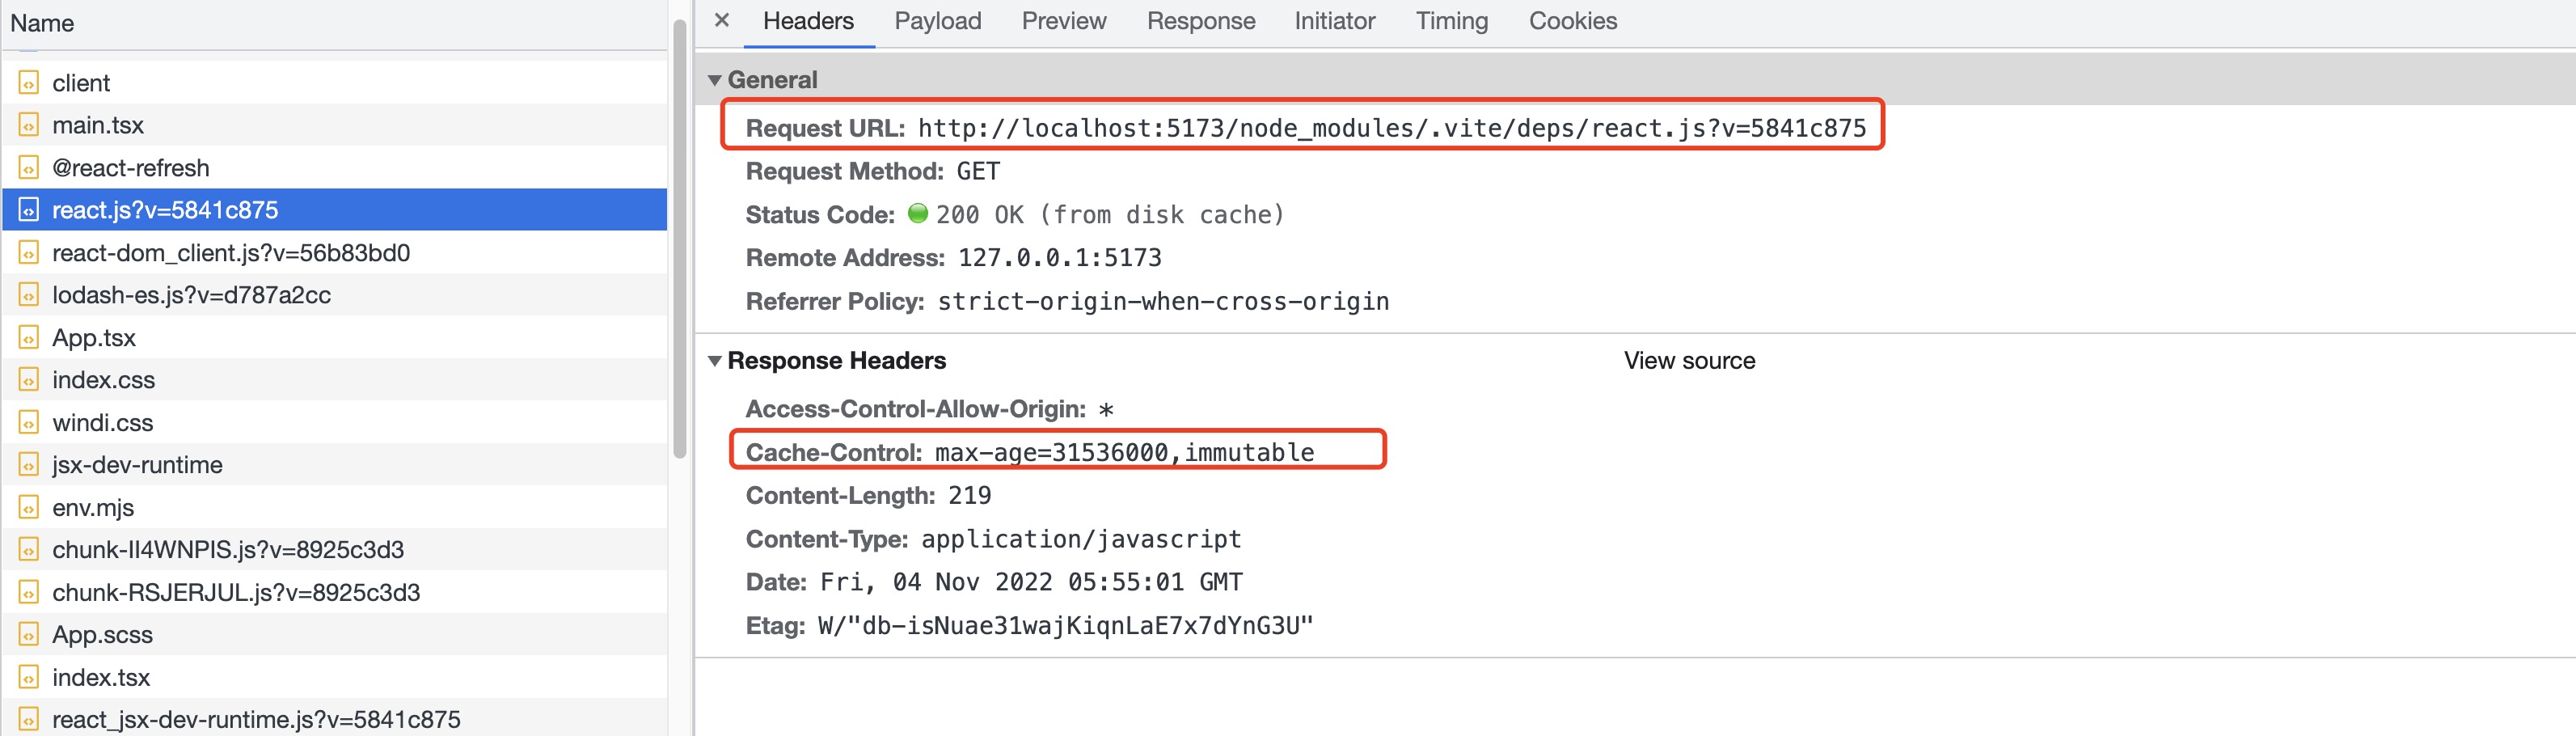 Name
client
main.tsx
@react-refresh
react.js?v=5841c875
react-dom_client.js?v=56b83bd0
lodash-es.js?v=d787a2cc
App.tsx
index.css
windi.css
jsx-dev-runtime
env.mjs
chunk-II4WNPIS.js?v=8925c3d3
chunk-RSJERJUL.js?v=8925c3d3
App.scss
index.tsx
react_jsx-dev-runtime.js?v=5841c875
× Headers Payload Preview Response Initiator Timing Cookies
▼ General
Request URL: http://localhost:5173/node_modules/.vite/deps/react.js?v=5841c875
Request Method: GET
Status Code: 200 OK (from disk cache)
Remote Address: 127.0.0.1:5173
Referrer Policy: strict-origin-when-cross-origin
▼ Response Headers View source
Access-Control-Allow-Origin: *
Cache-Control: max-age=31536000,immutable
Content-Length: 219
Content-Type: application/javascript
Date: Fri, 04 Nov 2022 05:55:01 GMT
Etag: W/"db-isNuae31wajKiqnLaE7x7dYnG3U"